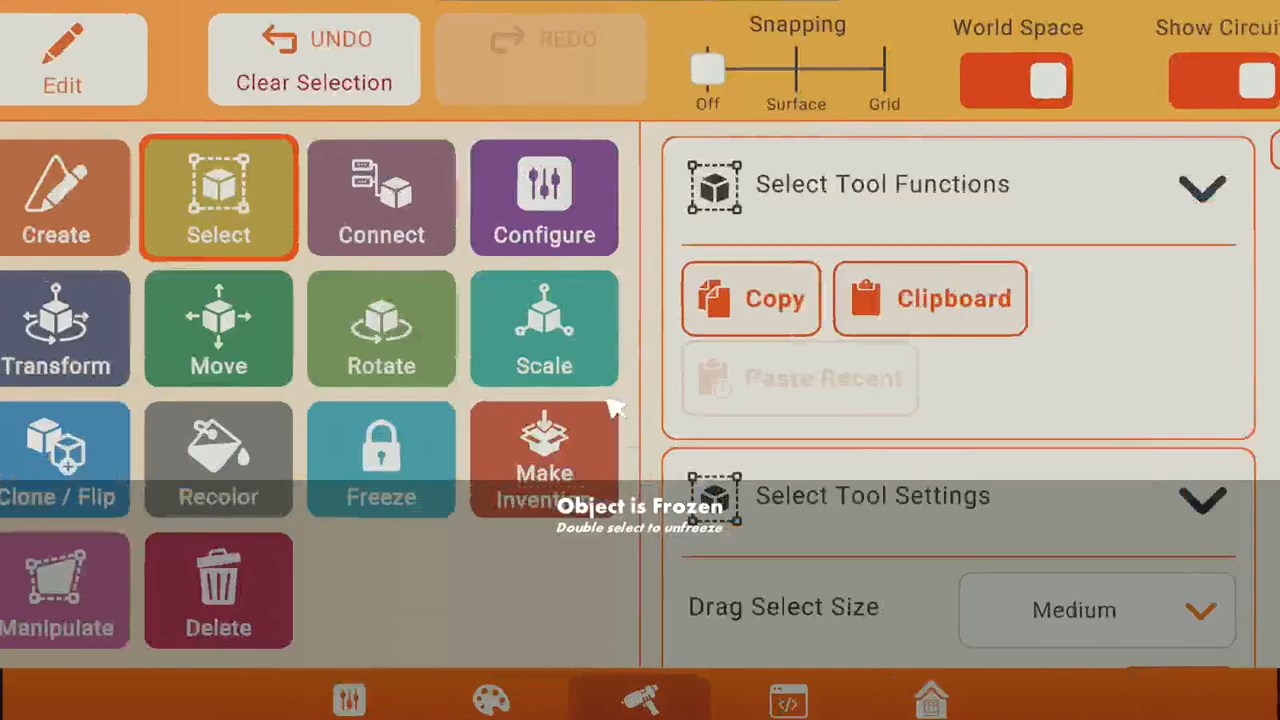 Edit
UNDO
Clear Selection
REDO
Snapping
Off
Surface
Grid
World Space
Show Circui
Create
Select
Connect
Configure
Transform
Move
Rotate
Scale
Clone / Flip
Recolor
Freeze
Make
Invention
Manipulate
Delete
Select Tool Functions
Copy
Clipboard
Paste Recent
Object is Frozen
Double select to unfreeze
Select Tool Settings
Drag Select Size
Medium